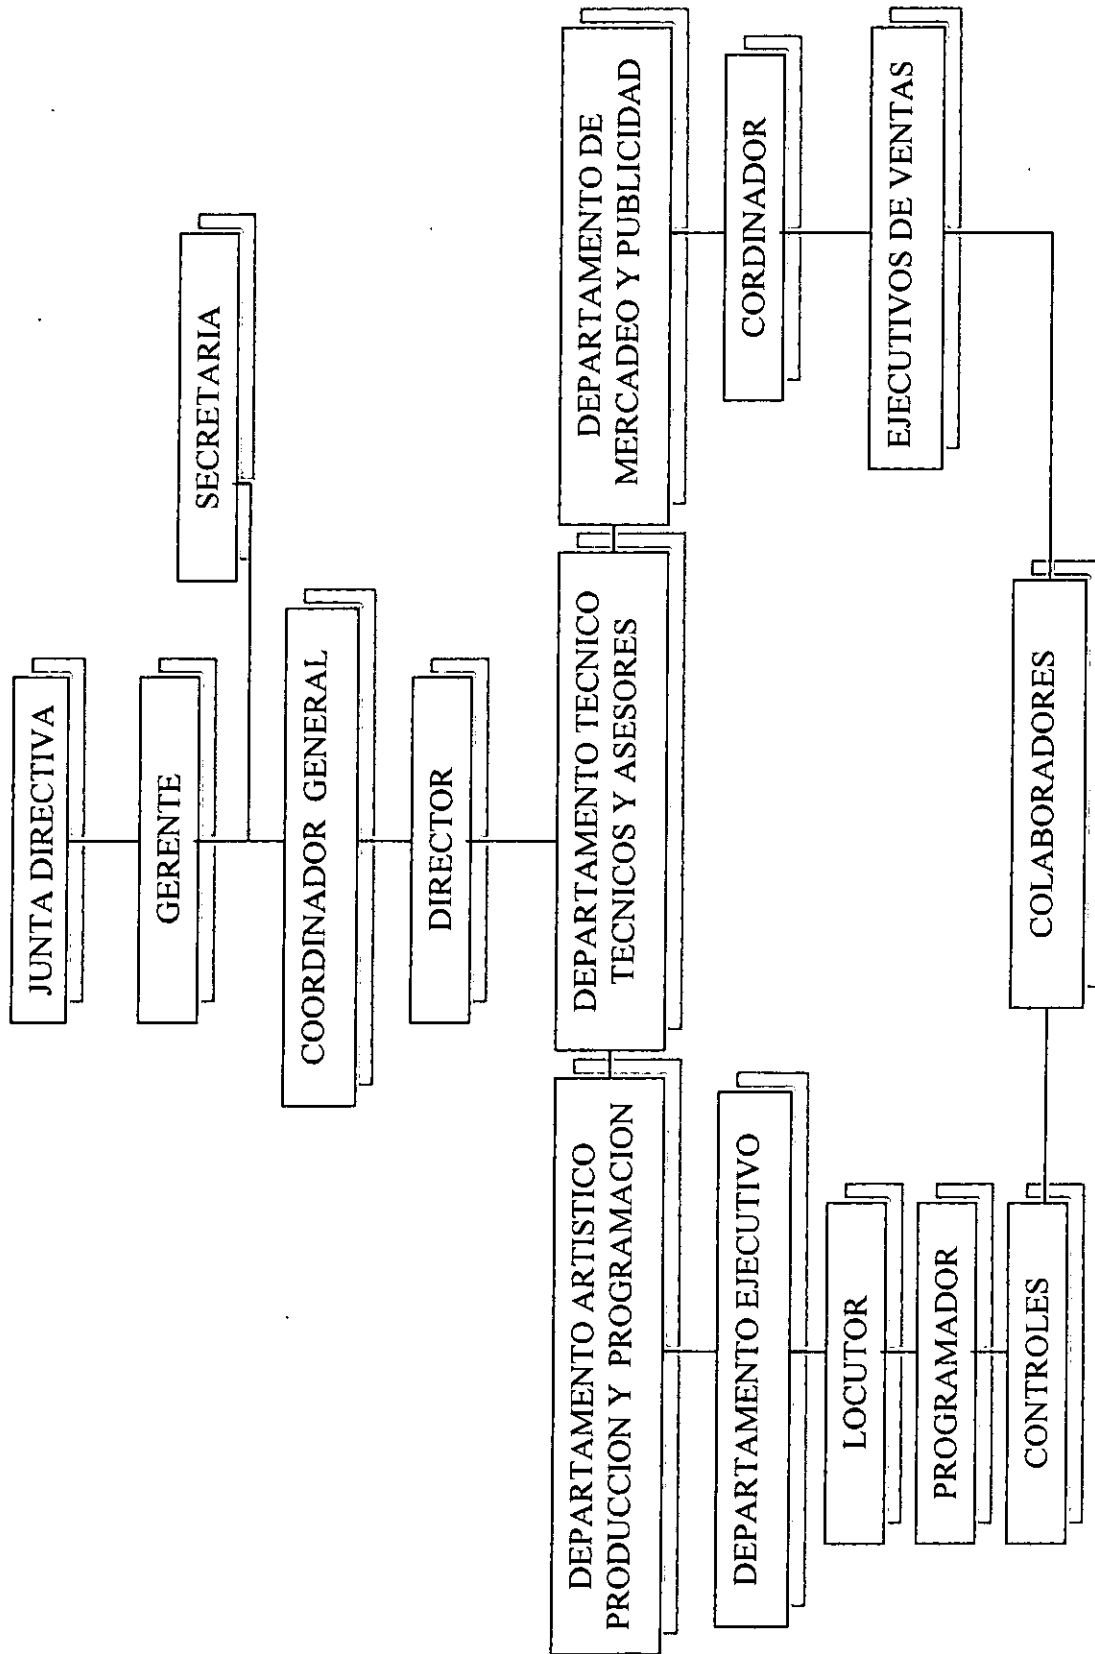 JUNTA DIRECTIVA
GERENTE
SECRETARIA
COORDINADOR GENERAL
DIRECTOR
DEPARTAMENTO ARTISTICO
PRODUCCION Y PROGRAMACION
DEPARTAMENTO TECNICO
TECNICOS Y ASESORES
DEPARTAMENTO DE
MERCADEO Y PUBLICIDAD
DEPARTAMENTO EJECUTIVO
CORDINADOR
LOCUTOR
EJECUTIVOS DE VENTAS
PROGRAMADOR
CONTROLES
COLABORADORES